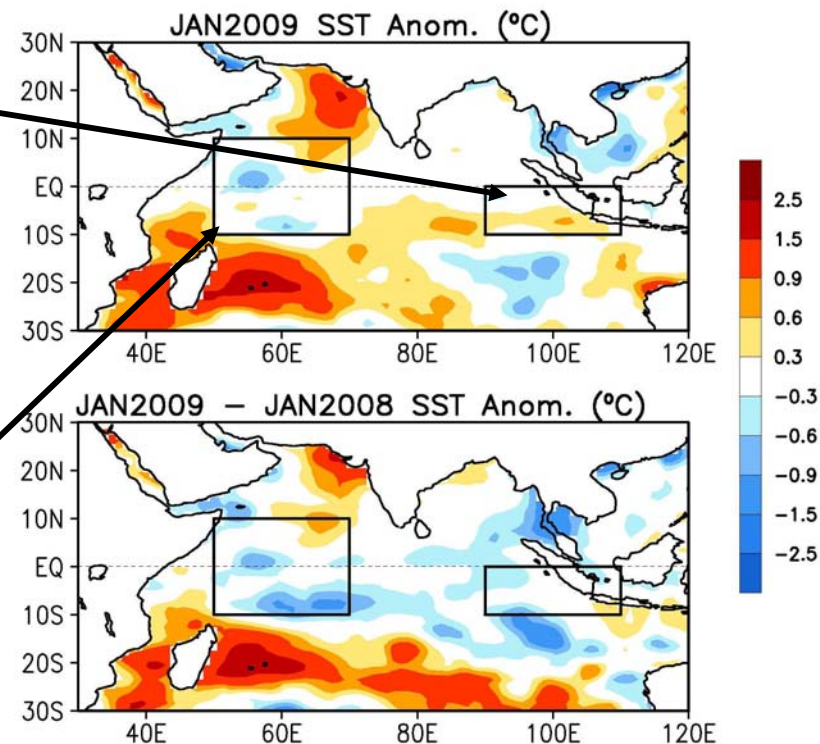 JAN2009 SST Anom. (ºC)
30N
20N
10N
EQ
10S
20S
30S
40E 60E 80E 100E 120E
2.5
1.5
0.9
0.6
0.3
-0.3
-0.6
-0.9
-1.5
-2.5
JAN2009 – JAN2008 SST Anom. (ºC)
30N
20N
10N
EQ
10S
20S
30S
40E 60E 80E 100E 120E